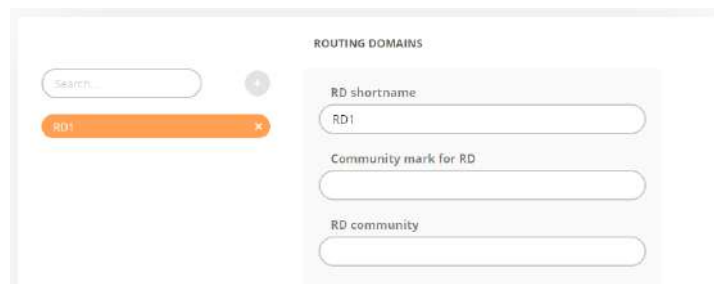 ROUTING DOMAINS
Search...
+
RD1
×
RD shortname
RD1
Community mark for RD
RD community